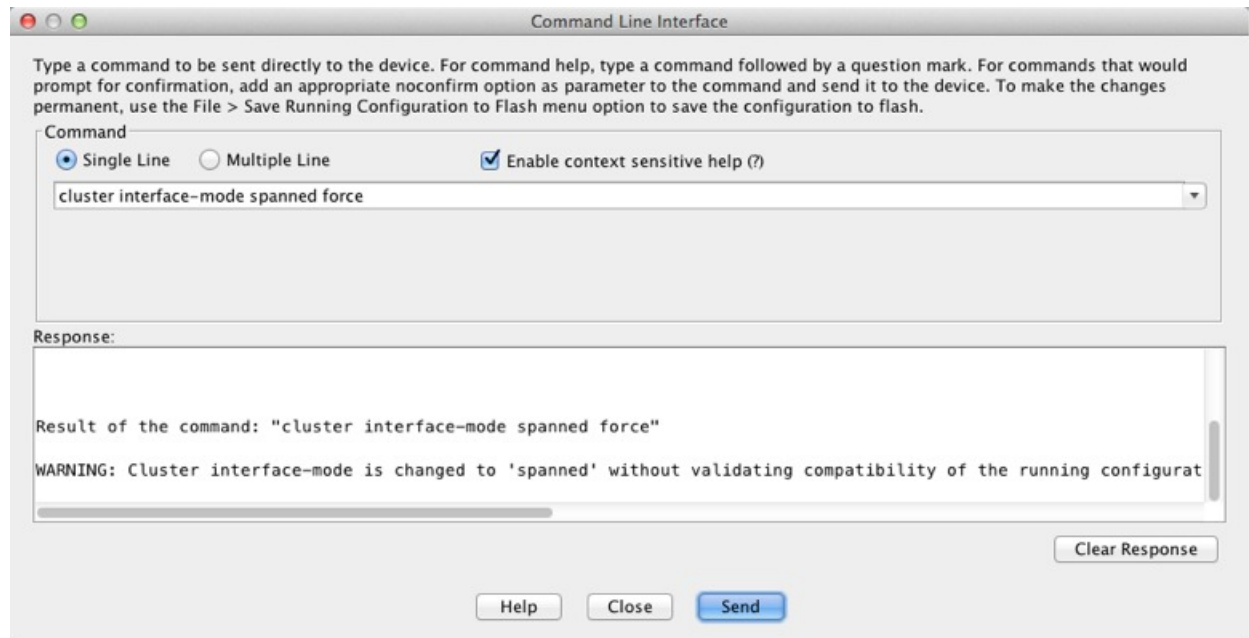 Command Line Interface
Type a command to be sent directly to the device. For command help, type a command followed by a question mark. For commands that would
prompt for confirmation, add an appropriate noconfirm option as parameter to the command and send it to the device. To make the changes
permanent, use the File > Save Running Configuration to Flash menu option to save the configuration to flash.
Command
Single Line Multiple Line Enable context sensitive help (?)
cluster interface-mode spanned force
Response:
Result of the command: "cluster interface-mode spanned force"
WARNING: Cluster interface-mode is changed to 'spanned' without validating compatibility of the running configurat
Clear Response
Help Close Send